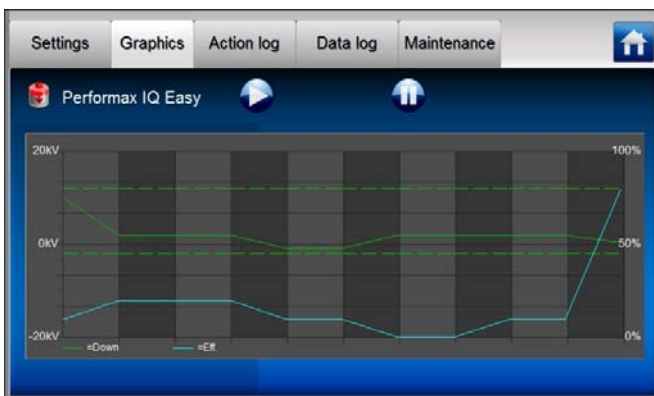 Settings Graphics Action log Data log Maintenance
Performax IQ Easy
20kV 100%
0kV 50%
-20kV 0%
=Down =Eff.